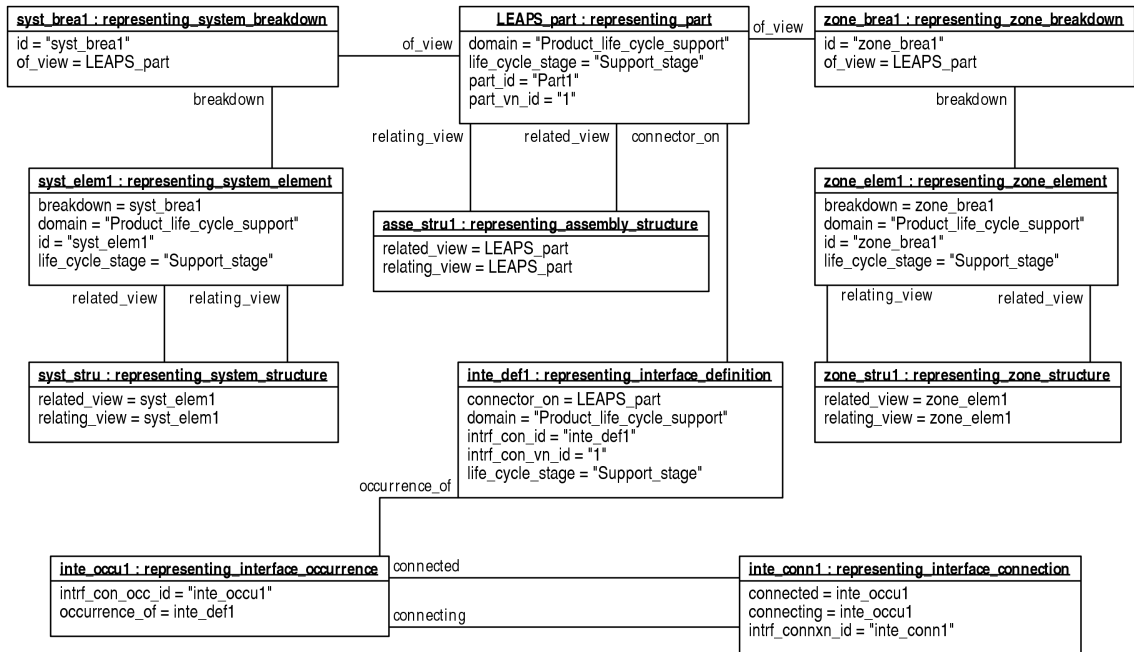 syst_brea1 : representing_system_breakdown
id = "syst_brea1"
of_view = LEAPS_part
of_view
LEAPS_part : representing_part
domain = "Product_life_cycle_support"
life_cycle_stage = "Support_stage"
part_id = "Part1"
part_vn_id = "1"
of_view
zone_brea1 : representing_zone_breakdown
id = "zone_brea1"
of_view = LEAPS_part
breakdown
relating_view
related_view
connector_on
breakdown
syst_elem1 : representing_system_element
breakdown = syst_brea1
domain = "Product_life_cycle_support"
id = "syst_elem1"
life_cycle_stage = "Support_stage"
asse_stru1 : representing_assembly_structure
related_view = LEAPS_part
relating_view = LEAPS_part
zone_elem1 : representing_zone_element
breakdown = zone_brea1
domain = "Product_life_cycle_support"
id = "zone_brea1"
life_cycle_stage = "Support_stage"
related_view
relating_view
relating_view
related_view
syst_stru : representing_system_structure
related_view = syst_elem1
relating_view = syst_elem1
inte_def1 : representing_interface_definition
connector_on = LEAPS_part
domain = "Product_life_cycle_support"
intrf_con_id = "inte_def1"
intrf_con_vn_id = "1"
life_cycle_stage = "Support_stage"
zone_stru1 : representing_zone_structure
related_view = zone_elem1
relating_view = zone_elem1
occurrence_of
inte_occu1 : representing_interface_occurrence
intrf_con_occ_id = "inte_occu1"
occurrence_of = inte_def1
connected
connecting
inte_conn1 : representing_interface_connection
connected = inte_occu1
connecting = inte_occu1
intrf_connxn_id = "inte_conn1"